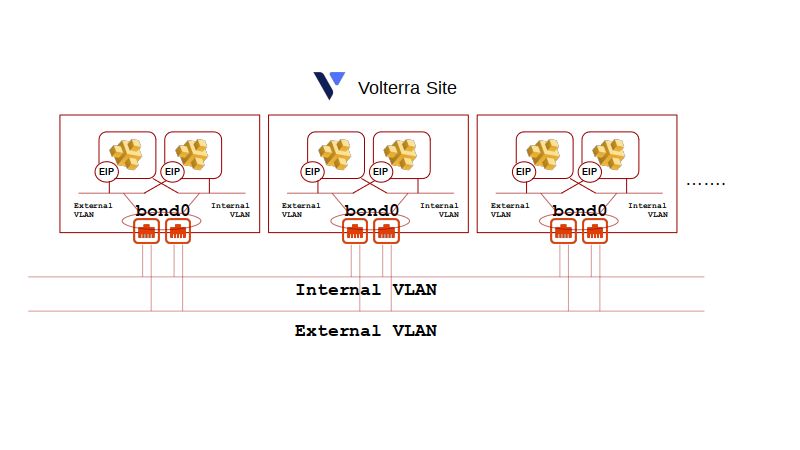 Volterra Site
EIP
EIP
External
VLAN
bond0
Internal
VLAN
EIP
EIP
External
VLAN
bond0
Internal
VLAN
EIP
EIP
External
VLAN
bond0
Internal
VLAN
.......
Internal VLAN
External VLAN